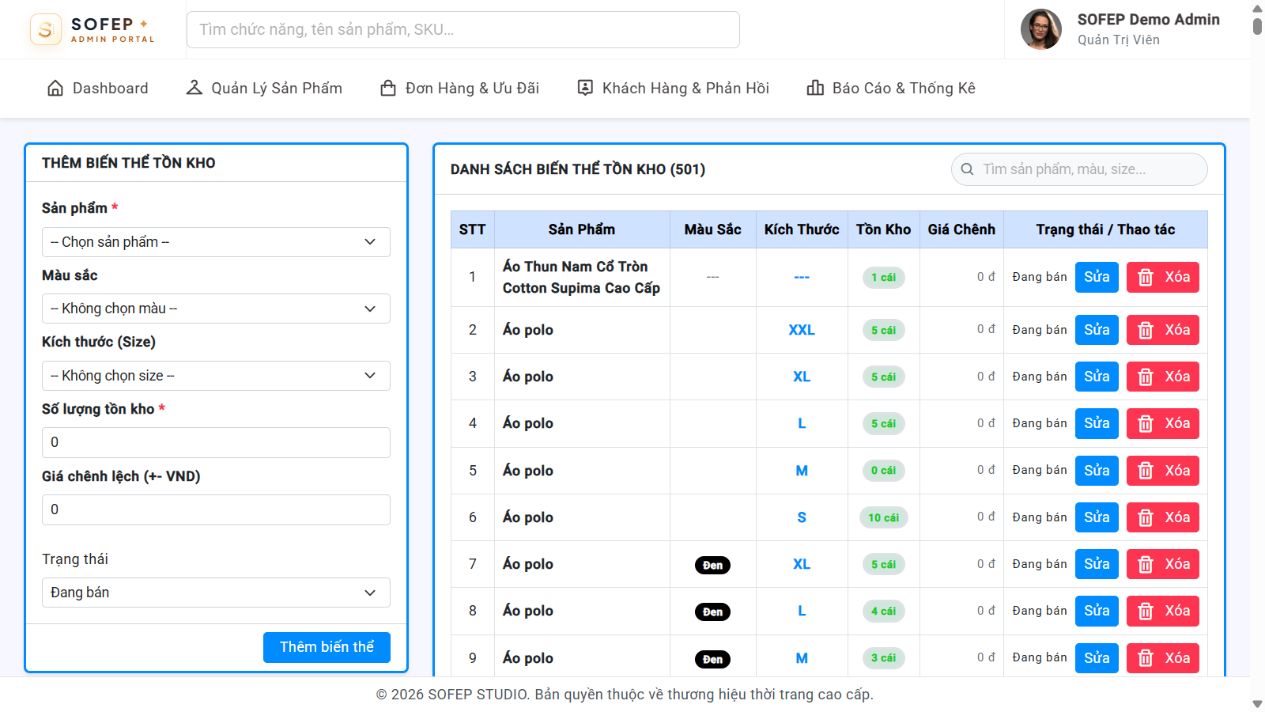 SOFEP
ADMIN PORTAL
Tìm chức năng, tên sản phẩm, SKU...
SOFEP Demo Admin
Quản Trị Viên
Dashboard
Quản Lý Sản Phẩm
Đơn Hàng & Ưu Đãi
Khách Hàng & Phản Hồi
Báo Cáo & Thống Kê
THÊM BIẾN THỂ TỒN KHO
Sản phẩm *
-- Chọn sản phẩm --
Màu sắc
-- Không chọn màu --
Kích thước (Size)
-- Không chọn size --
Số lượng tồn kho *
0
Giá chênh lệch (+- VND)
0
Trạng thái
Đang bán
Thêm biến thể
DANH SÁCH BIẾN THỂ TỒN KHO (501)
Tìm sản phẩm, màu, size...
STT Sản Phẩm Màu Sắc Kích Thước Tồn Kho Giá Chênh Trạng thái / Thao tác
1 Áo Thun Nam Cổ Tròn Cotton Supima Cao Cấp --- --- 1 cái 0 đ Đang bán Sửa Xóa
2 Áo polo XXL 5 cái 0 đ Đang bán Sửa Xóa
3 Áo polo XL 5 cái 0 đ Đang bán Sửa Xóa
4 Áo polo L 5 cái 0 đ Đang bán Sửa Xóa
5 Áo polo M 0 cái 0 đ Đang bán Sửa Xóa
6 Áo polo S 10 cái 0 đ Đang bán Sửa Xóa
7 Áo polo Đen XL 5 cái 0 đ Đang bán Sửa Xóa
8 Áo polo Đen L 4 cái 0 đ Đang bán Sửa Xóa
9 Áo polo Đen M 3 cái 0 đ Đang bán Sửa Xóa
© 2026 SOFEP STUDIO. Bản quyền thuộc về thương hiệu thời trang cao cấp.